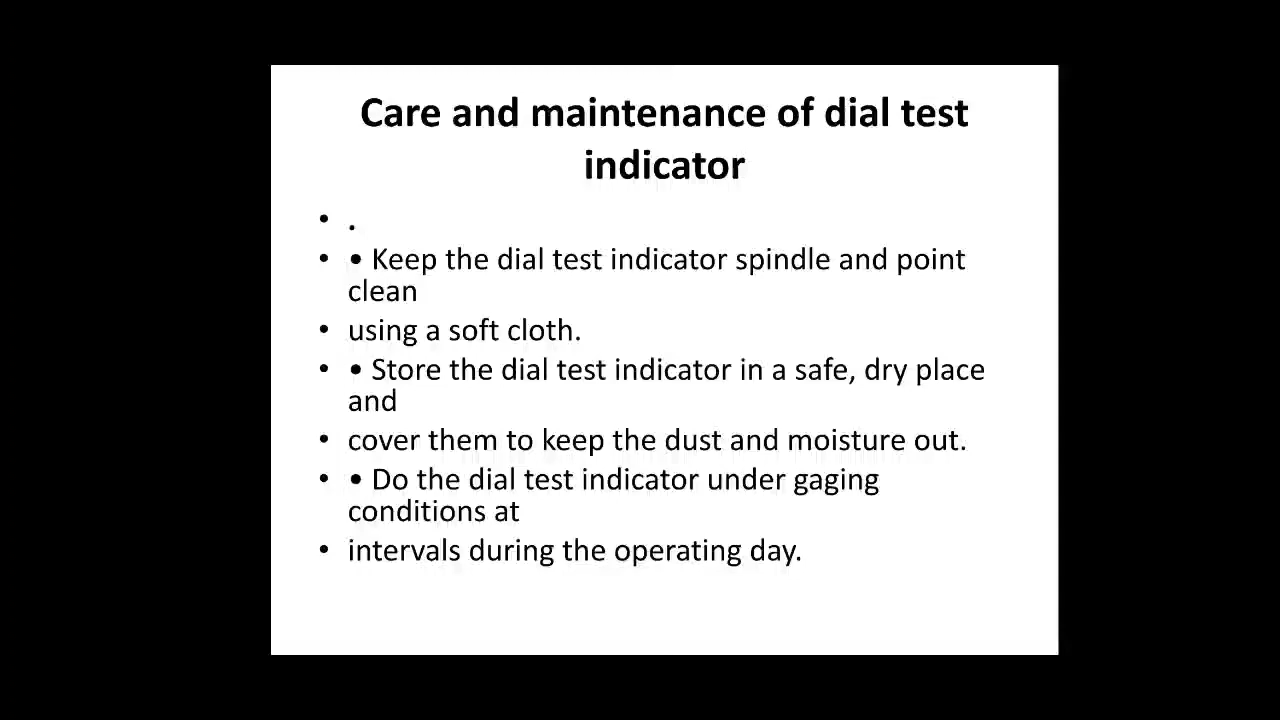 Care and maintenance of dial test
indicator
• .
• • Keep the dial test indicator spindle and point
clean
• using a soft cloth.
• • Store the dial test indicator in a safe, dry place
and
• cover them to keep the dust and moisture out.
• • Do the dial test indicator under gaging
conditions at
• intervals during the operating day.